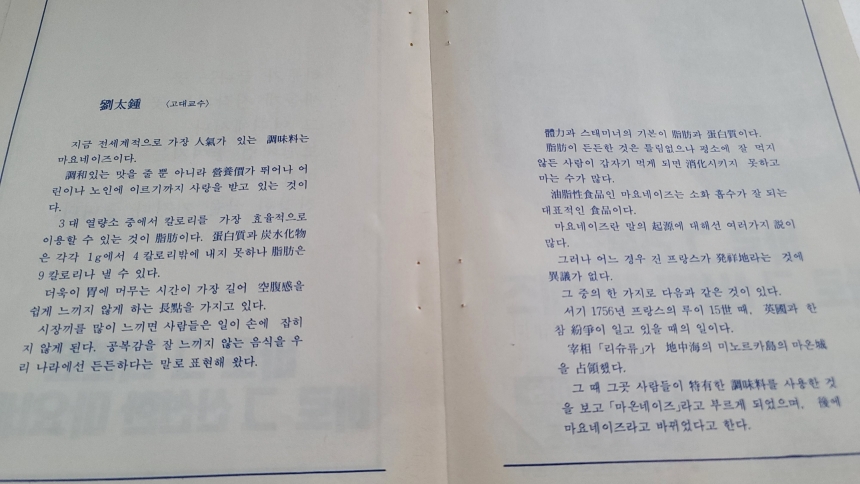 劉太鍾 〈고대교수〉
지금 전세계적으로 가장 人氣가 있는 調味料는
마요네이즈이다.
調和있는 맛을 줄 뿐 아니라 營養價가 뛰어나 어
린이나 노인에 이르기까지 사랑을 받고 있는 것이
다.
3대 열량소 중에서 칼로리를 가장 효율적으로
이용할 수 있는 것이 脂肪이다. 蛋白質과 炭水化物
은 각각 1g에서 4칼로리밖에 내지 못하나 脂肪은
9칼로리나 낼 수 있다.
더욱이 胃에 머무는 시간이 가장 길어 空腹感을
쉽게 느끼지 않게 하는 長點을 가지고 있다.
시장끼를 많이 느끼면 사람들은 일이 손에 잡히
지 않게 된다. 공복감을 잘 느끼지 않는 음식을 우
리 나라에선 든든하다는 말로 표현해 왔다.
體力과 스태미너의 기본이 脂肪과 蛋白質이다.
脂肪이 든든한 것은 틀림없으나 평소에 잘 먹지
않든 사람이 갑자기 먹게 되면 消化시키지 못하고
마는 수가 많다.
油脂性食品인 마요네이즈는 소화 흡수가 잘 되는
대표적인 食品이다.
마요네이즈란 말의 起源에 대해선 여러가지 說이
많다.
그러나 어느 경우 긴 프랑스가 発祥地라는 것에
異議가 없다.
그 중의 한 가지로 다음과 같은 것이 있다.
서기 1756년 프랑스의 루이 15世 때, 英國과 한
참 紛爭이 일고 있을 때의 일이다.
宰相 「리슈류」가 地中海의 미노르카島의 마온城
을 占領했다.
그 때 그곳 사람들이 特有한 調味料를 사용한 것
을 보고 「마온네이즈」라고 부르게 되었으며, 後에
마요네이즈라고 바뀌었다고 한다.